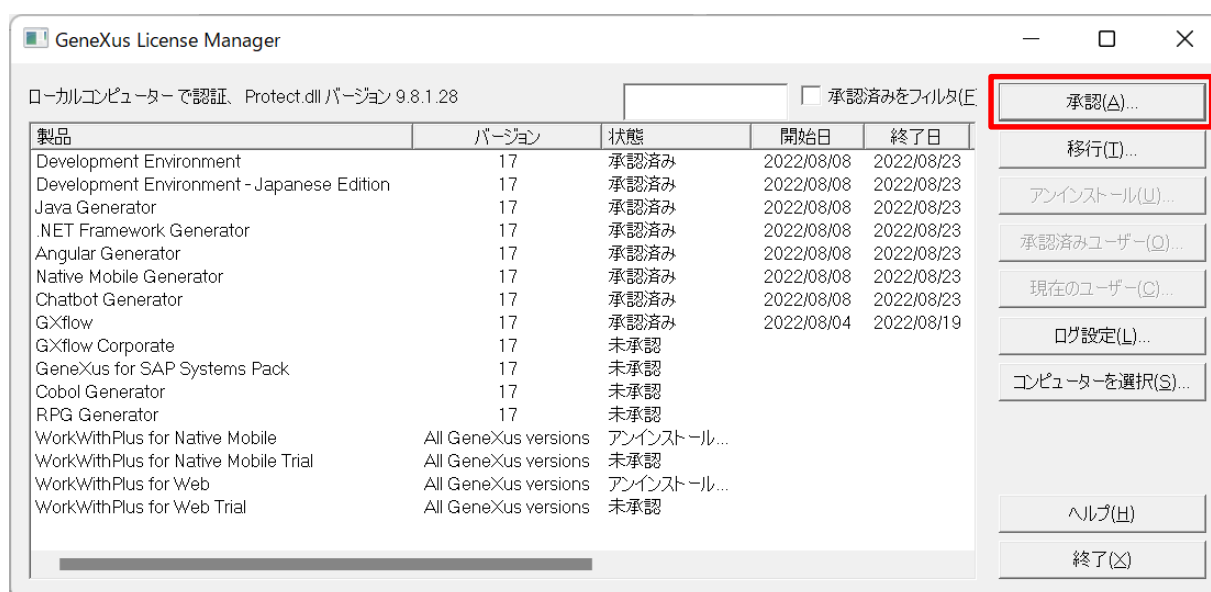 GeneXus License Manager
ローカルコンピューター で認証、 Protect.dll バージョン 9.8.1.28 承認済みをフィルタ(F 承認(A)...
製品 バージョン 状態 開始日 終了日
Development Environment 17 承認済み 2022/08/08 2022/08/23 移行(T)...
Development Environment - Japanese Edition 17 承認済み 2022/08/08 2022/08/23 アンインストール(U)...
Java Generator 17 承認済み 2022/08/08 2022/08/23
.NET Framework Generator 17 承認済み 2022/08/08 2022/08/23 承認済みユーザー(O)...
Angular Generator 17 承認済み 2022/08/08 2022/08/23
Native Mobile Generator 17 承認済み 2022/08/08 2022/08/23 現在のユーザー(C)...
Chatbot Generator 17 承認済み 2022/08/08 2022/08/23
GXflow 17 承認済み 2022/08/04 2022/08/19 ログ設定(L)...
GXflow Corporate 17 未承認
GeneXus for SAP Systems Pack 17 未承認 コンピューターを選択(S)...
Cobol Generator 17 未承認
RPG Generator 17 未承認
WorkWithPlus for Native Mobile All GeneXus versions アンインストール...
WorkWithPlus for Native Mobile Trial All GeneXus versions 未承認
WorkWithPlus for Web All GeneXus versions アンインストール...
WorkWithPlus for Web Trial All GeneXus versions 未承認 ヘルプ(H)
終了(X)